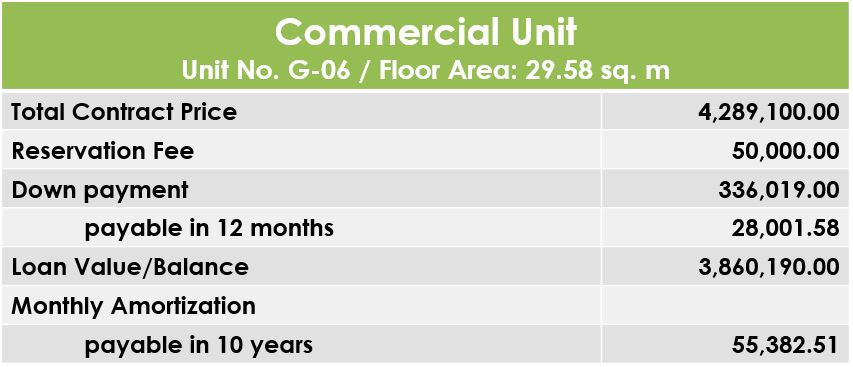 Commercial Unit
Unit No. G-06 / Floor Area: 29.58 sq. m
Total Contract Price 4,289,100.00
Reservation Fee 50,000.00
Down payment 336,019.00
payable in 12 months 28,001.58
Loan Value/Balance 3,860,190.00
Monthly Amortization
payable in 10 years 55,382.51